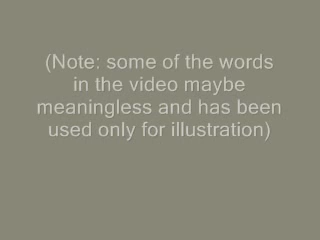 (Note: some of the words
in the video maybe
meaningless and has been
used only for illustration)